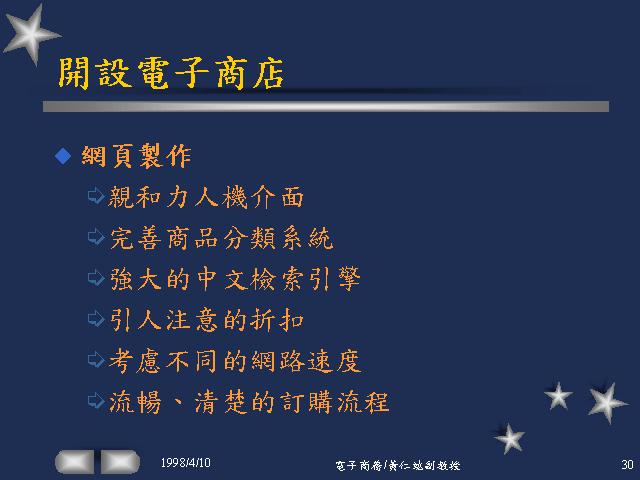 開設電子商店
網頁製作
親和力人機介面
完善商品分類系統
強大的中文檢索引擎
引人注意的折扣
考慮不同的網路速度
流暢、清楚的訂購流程
1998/4/10
電子商務/黃仁
副教授
30